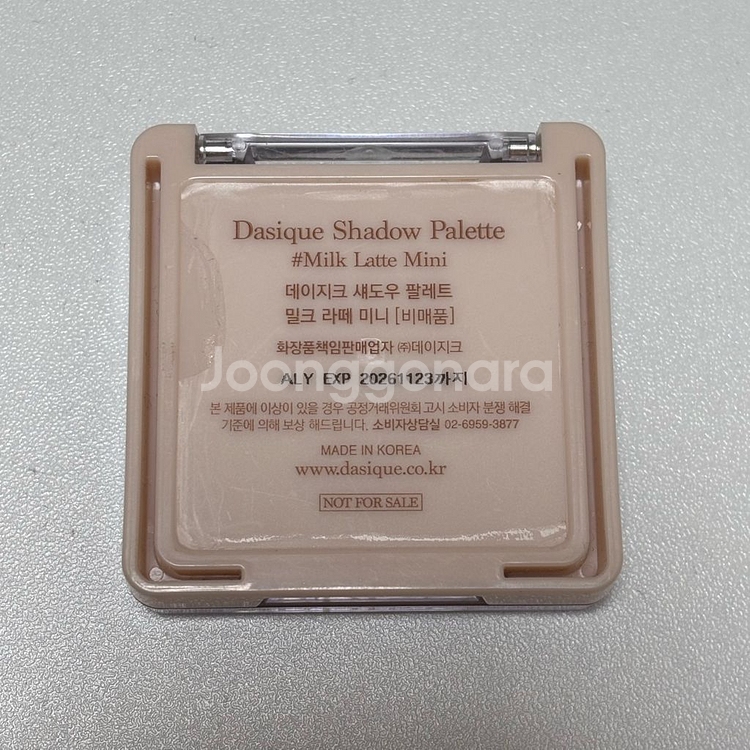 Dasique Shadow Palette
#Milk Latte Mini
데이지크 섀도우 팔레트
밀크 라떼 미니 [비매품]
화장품책임판매업자 ㈜데이지크
Joonggonara
ALY EXP 20261123까지
본 제품에 이상이 있을 경우 공정거래위원회 고시 소비자 분쟁 해결
기준에 의해 보상 해드립니다. 소비자상담실 02-6959-3877
MADE IN KOREA
www.dasique.co.kr
NOT FOR SALE